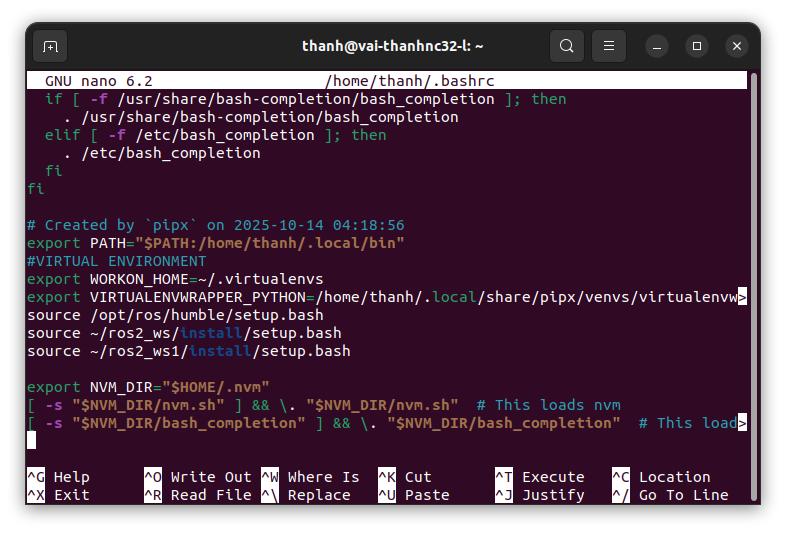 thanh@vai-thanhnc32-l: ~
GNU nano 6.2 /home/thanh/.bashrc
  if [ -f /usr/share/bash-completion/bash_completion ]; then
    . /usr/share/bash-completion/bash_completion
  elif [ -f /etc/bash_completion ]; then
    . /etc/bash_completion
  fi
fi

# Created by `pipx` on 2025-10-14 04:18:56
export PATH="$PATH:/home/thanh/.local/bin"
#VIRTUAL ENVIRONMENT
export WORKON_HOME=~/.virtualenvs
export VIRTUALENVWRAPPER_PYTHON=/home/thanh/.local/share/pipx/venvs/virtualenvw>
source /opt/ros/humble/setup.bash
source ~/ros2_ws/install/setup.bash
source ~/ros2_ws1/install/setup.bash

export NVM_DIR="$HOME/.nvm"
[ -s "$NVM_DIR/nvm.sh" ] && \. "$NVM_DIR/nvm.sh"  # This loads nvm
[ -s "$NVM_DIR/bash_completion" ] && \. "$NVM_DIR/bash_completion"  # This load>

^G Help ^O Write Out ^W Where Is ^K Cut ^T Execute ^C Location
^X Exit ^R Read File ^\ Replace ^U Paste ^J Justify ^/ Go To Line